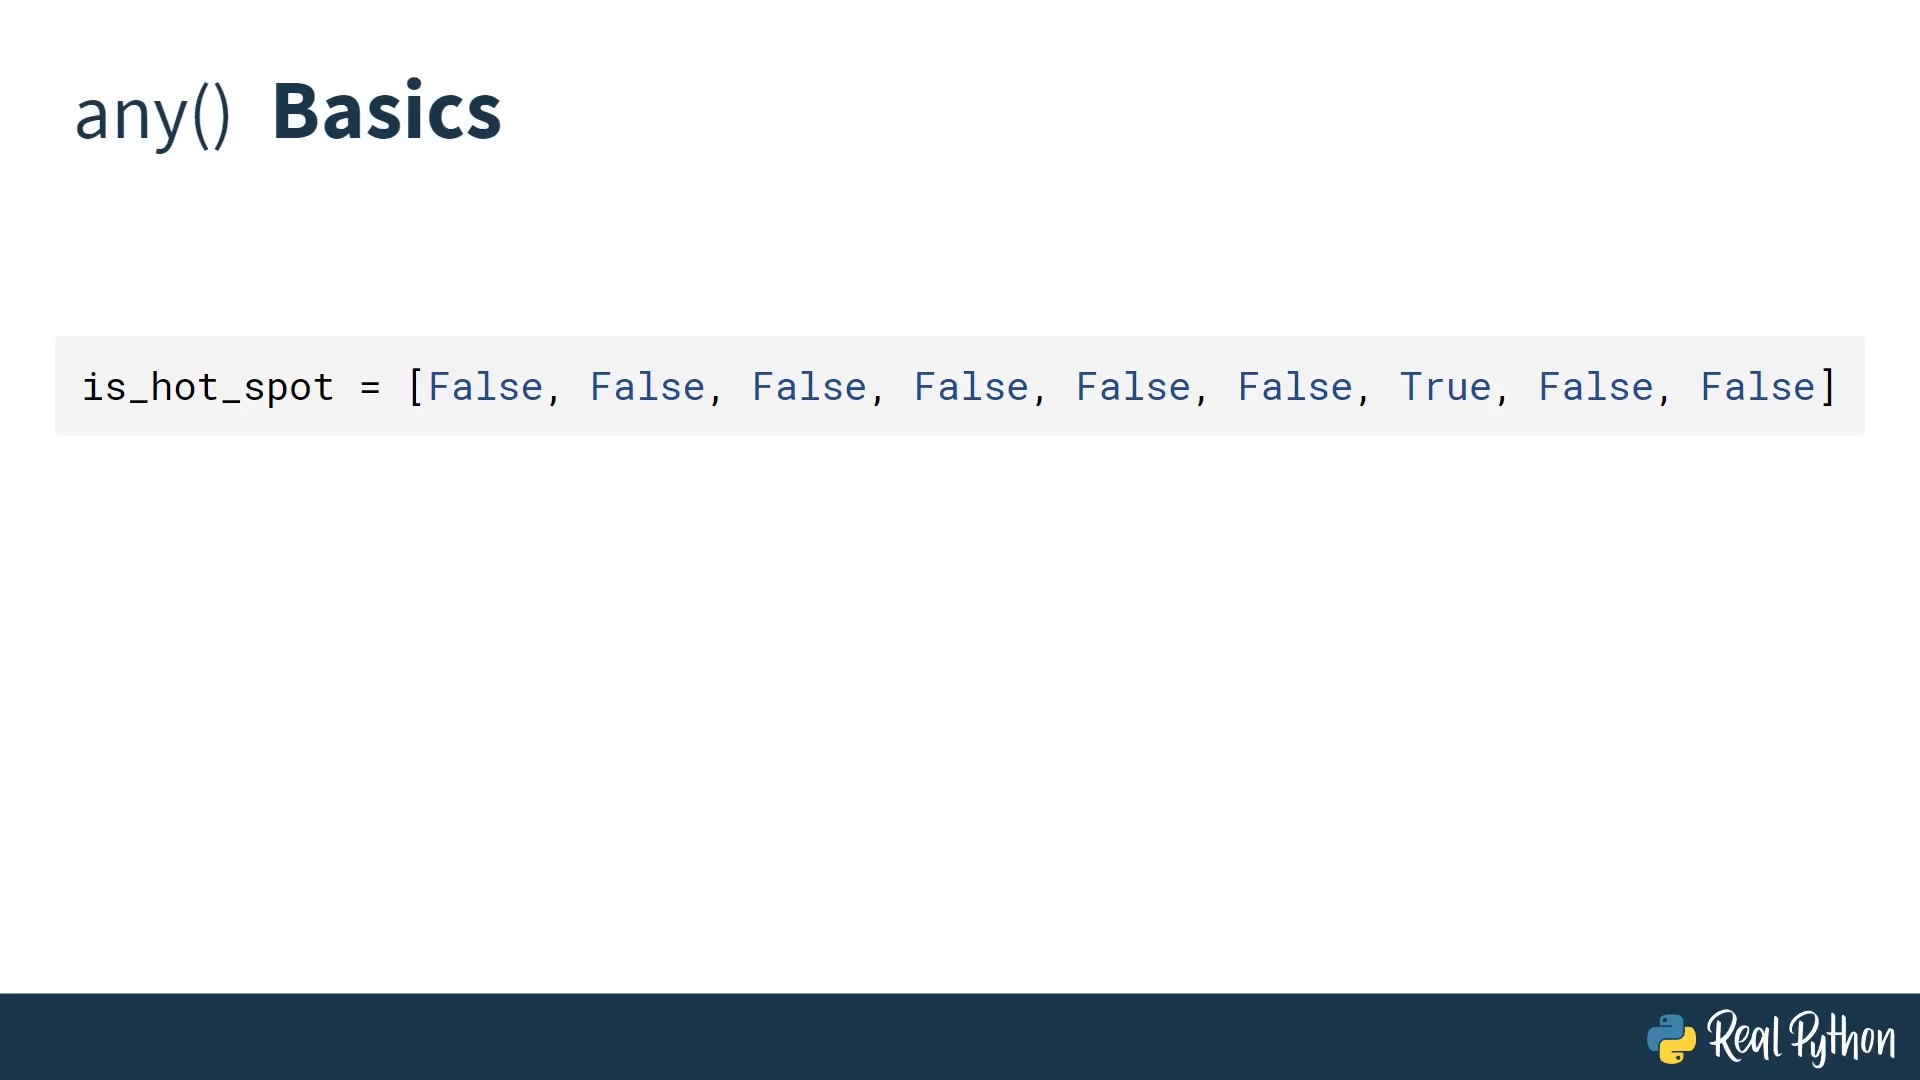 any() Basics
is_hot_spot = [False, False, False, False, False, False, True, False, False]
Real Python